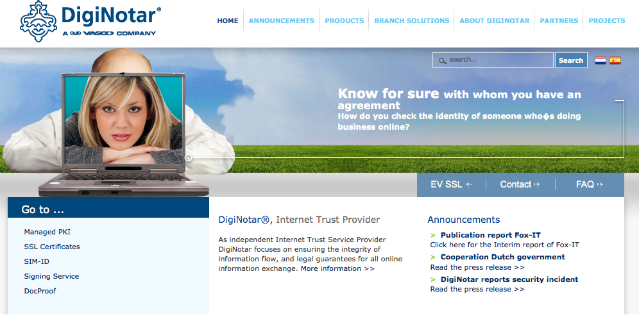 DigiNotar®
A VASCO COMPANY
HOME
ANNOUNCEMENTS
PRODUCTS
BRANCH SOLUTIONS
ABOUT DIGINOTAR
PARTNERS
PROJECTS
search...
Search
Know for sure with whom you have an
agreement
How do you check the identity of someone who�s doing
business online?
EV SSL
Contact
FAQ
Go to ...
Managed PKI
SSL Certificates
SIM-ID
Signing Service
DocProof
DigiNotar®, Internet Trust Provider
As independent Internet Trust Service Provider
DigiNotar focuses on ensuring the integrity of
information flow, and legal guarantees for all online
information exchange. More information >>
Announcements
> Publication report Fox-IT
Click here for the Interim report of Fox-IT
> Cooperation Dutch government
Read the press release >>
> DigiNotar reports security incident
Read the press release >>